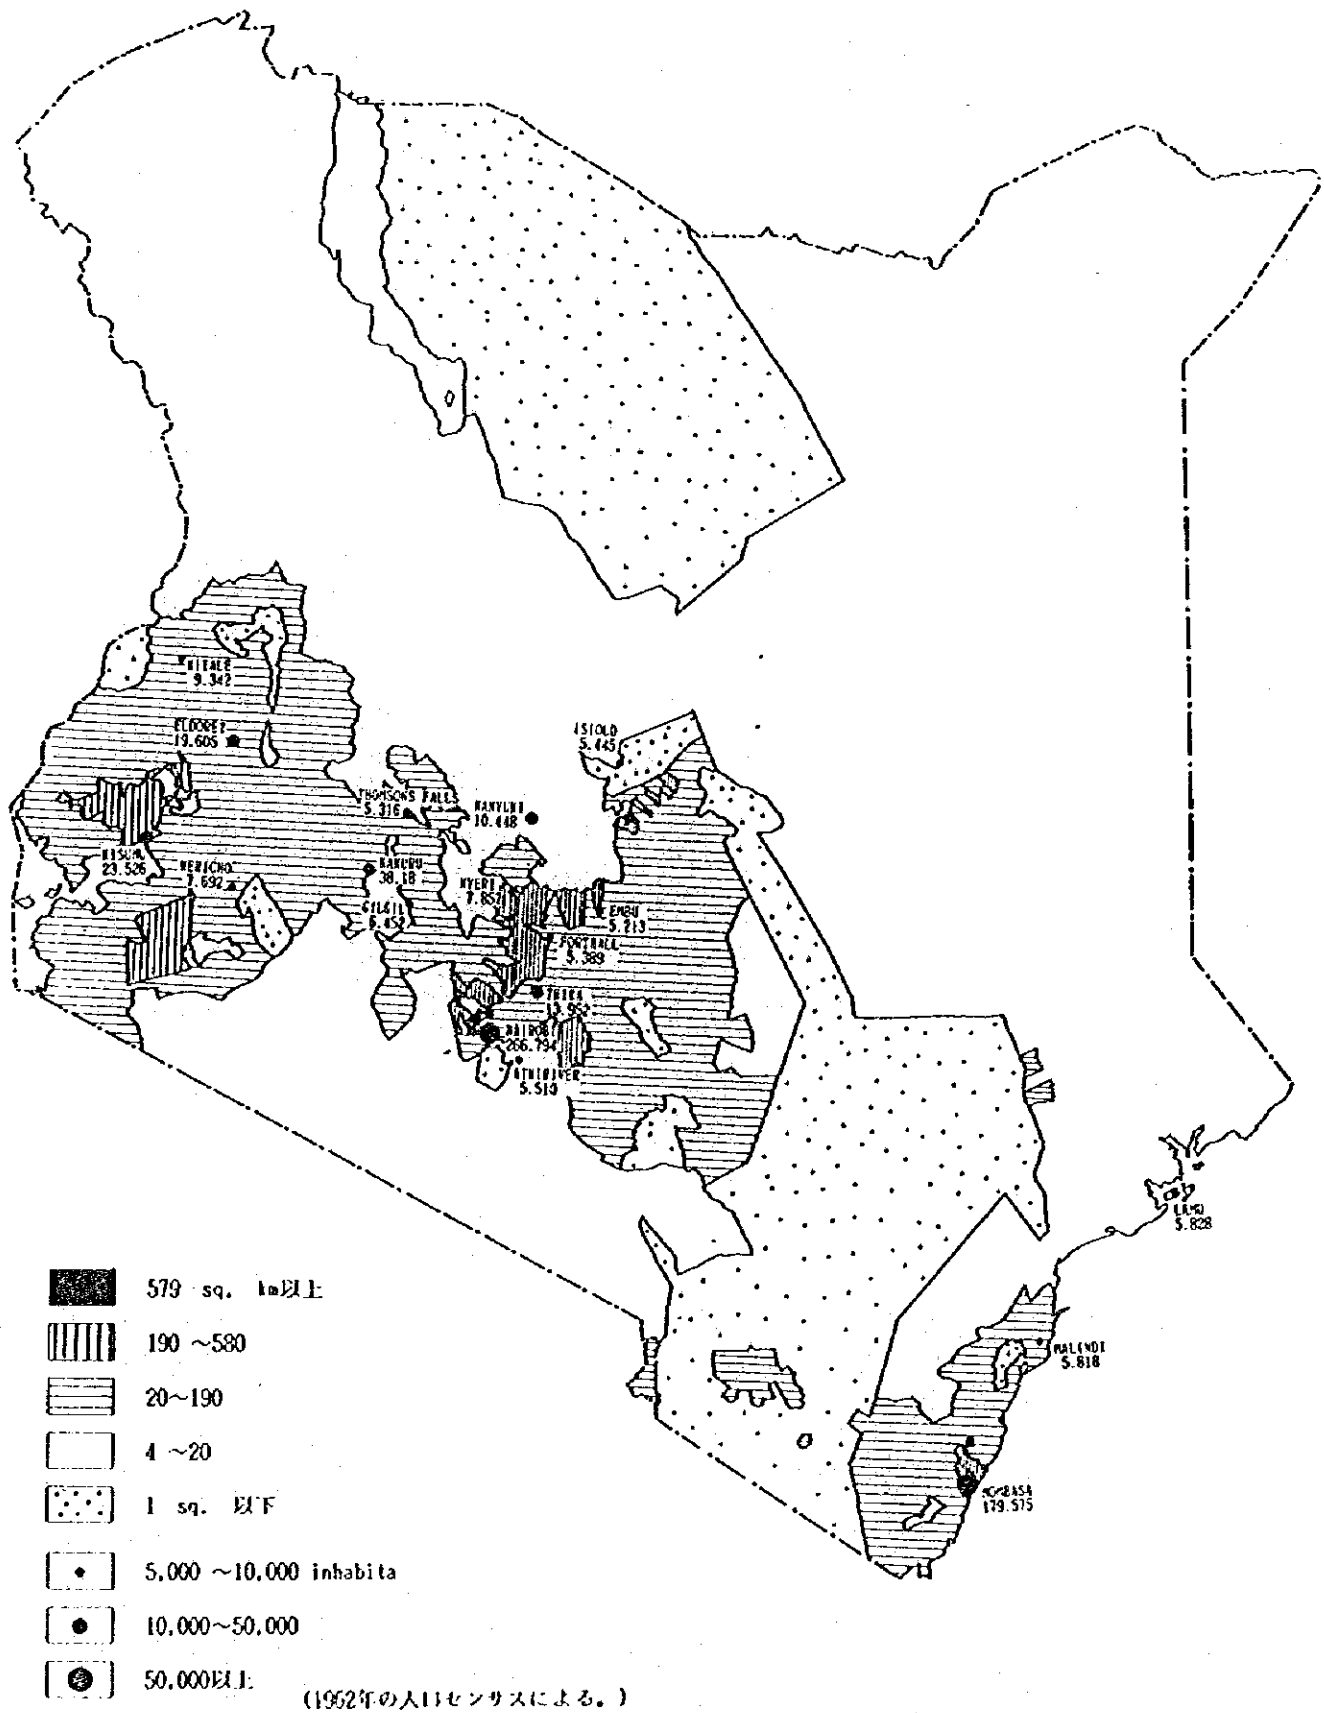 KITALE
9.342
ELDORET
19.605
ISIOLO
5.445
THOMSONS FALLS
5.316
NANYUKI
10.448
KISUMU
23.526
KERICHO
7.692
NAKURU
38.18
NYERI
7.857
GILGIL
6.452
EMBU
5.213
FORTHALL
5.389
THIKA
13.952
NAIROBI
266.794
ATHIRIVER
5.510
LAMU
5.828
MALINDI
5.818
MOMBASA
179.575
579 sq. km以上
190 ～580
20～190
4 ～20
1 sq. 以下
5,000 ～10,000 inhabita
10,000～50,000
50,000以上
(1962年の人口センサスによる。)